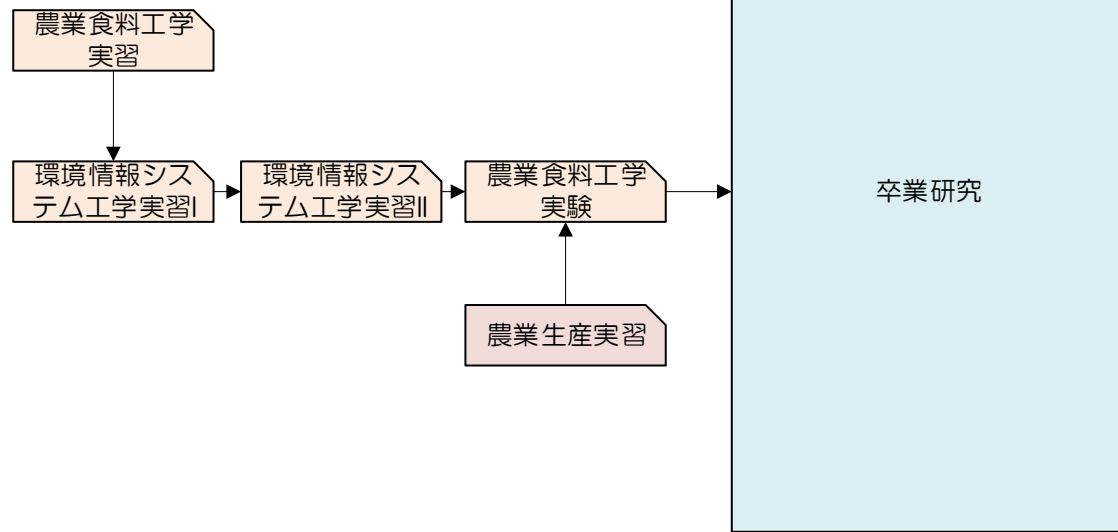 農業食料工学
実習
環境情報シス
テム工学実習Ⅰ
環境情報シス
テム工学実習Ⅱ
農業食料工学
実験
卒業研究
農業生産実習